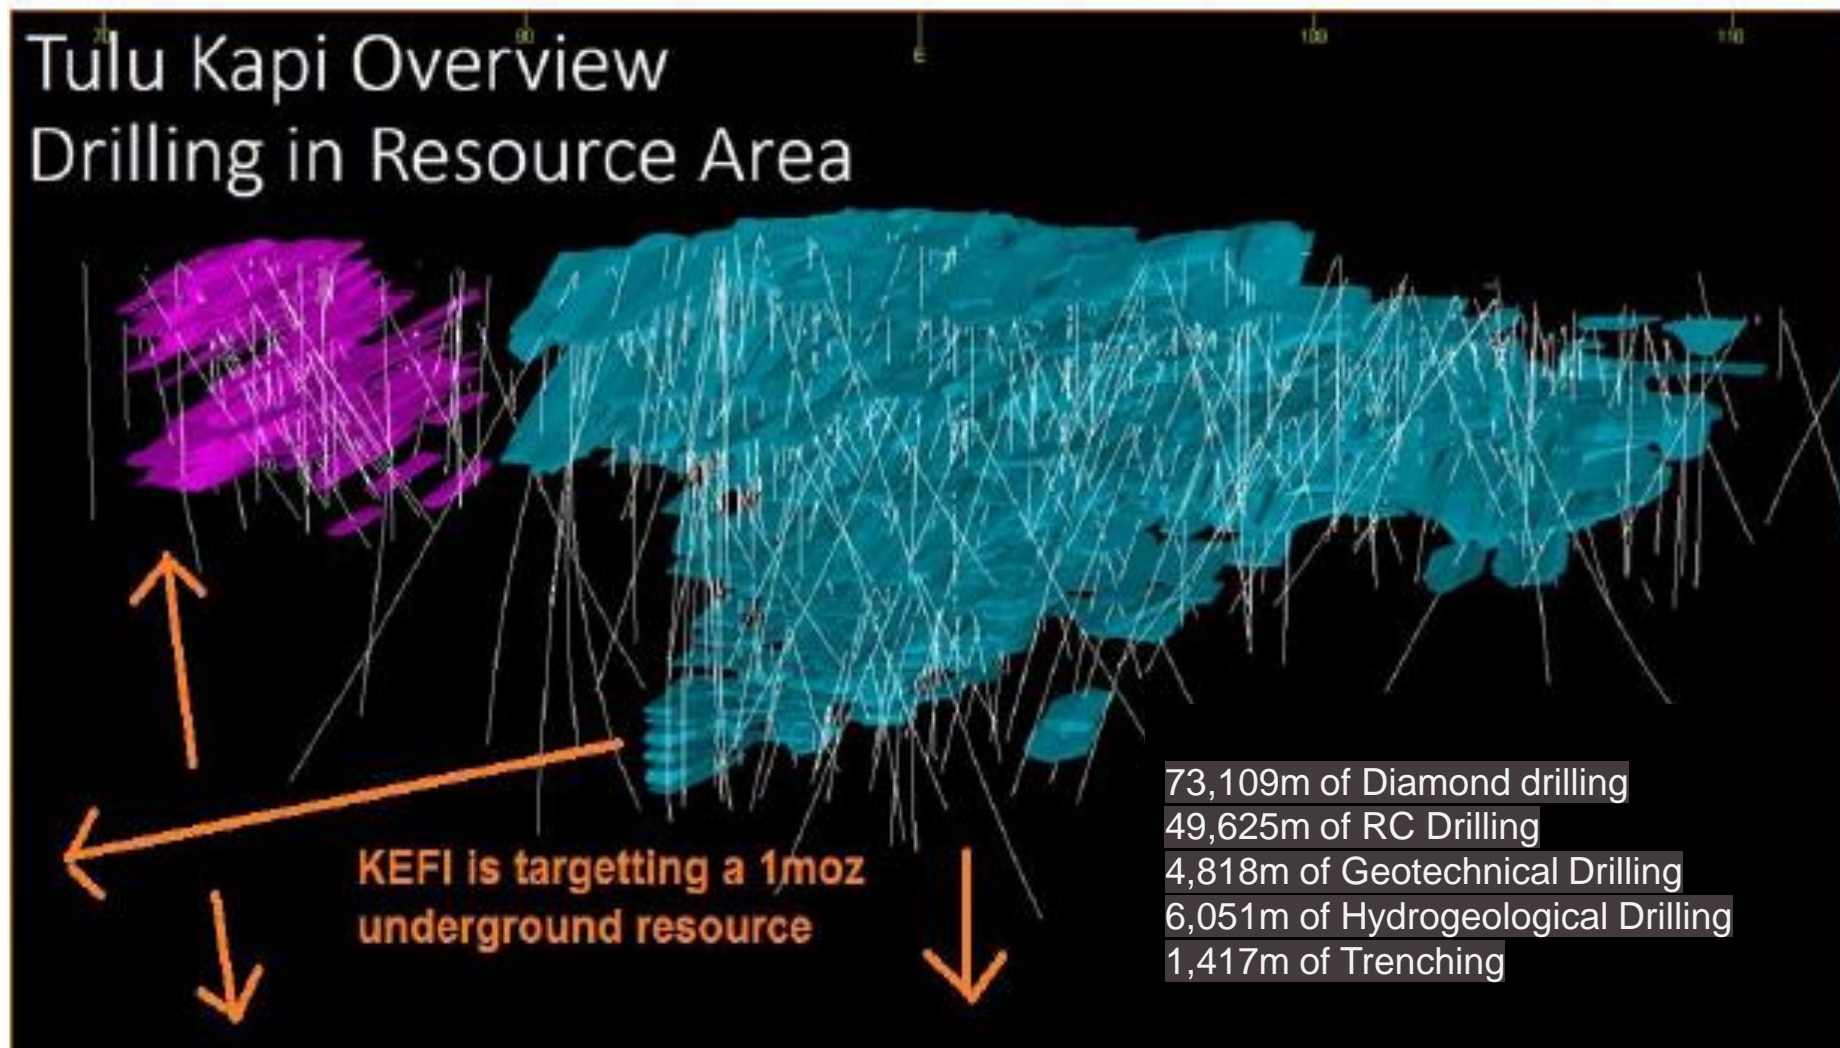 Tulu Kapi Overview
Drilling in Resource Area
KEFI is targetting a 1moz
underground resource
73,109m of Diamond drilling
49,625m of RC Drilling
4,818m of Geotechnical Drilling
6,051m of Hydrogeological Drilling
1,417m of Trenching